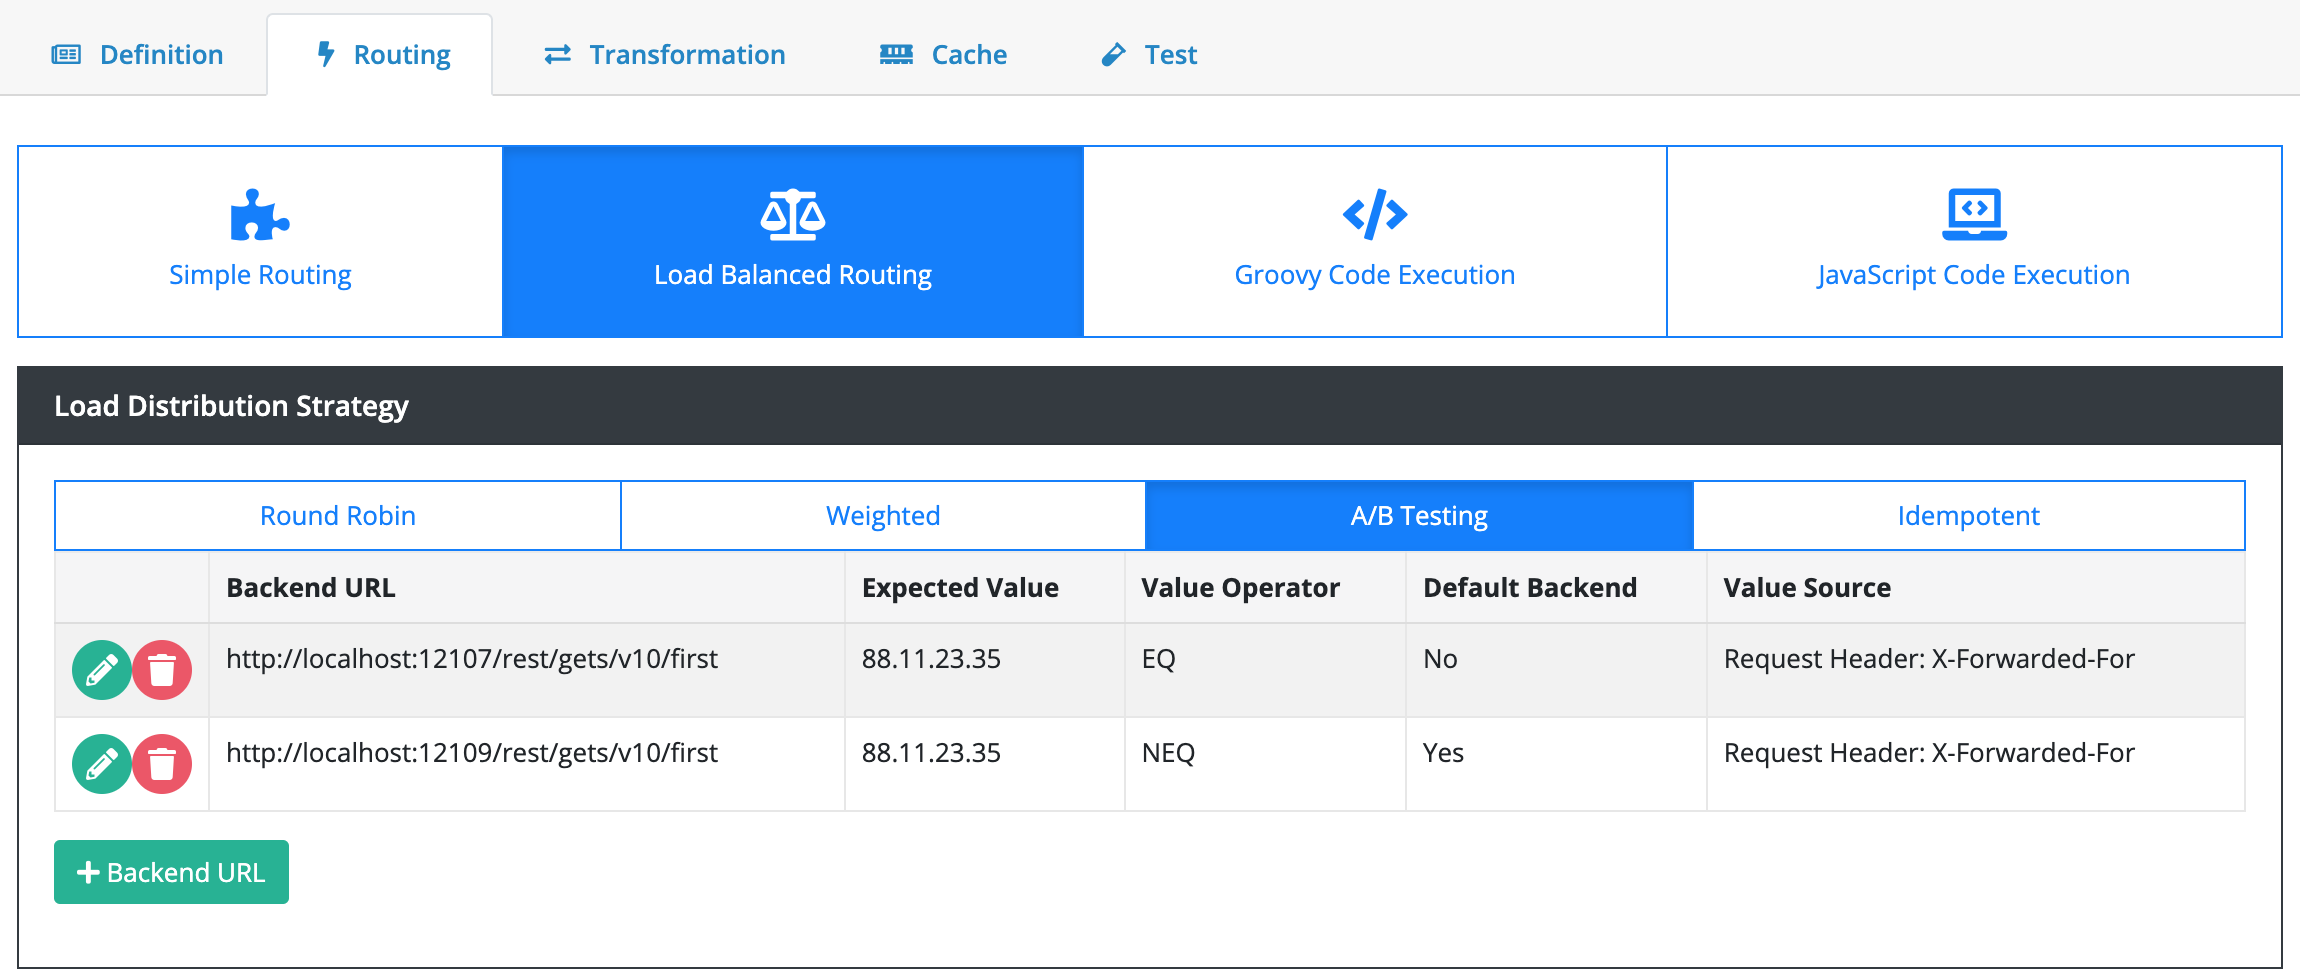 Definition Routing Transformation Cache Test
Simple Routing Load Balanced Routing Groovy Code Execution JavaScript Code Execution
Load Distribution Strategy
Round Robin Weighted A/B Testing Idempotent
Backend URL Expected Value Value Operator Default Backend Value Source
http://localhost:12107/rest/gets/v10/first 88.11.23.35 EQ No Request Header: X-Forwarded-For
http://localhost:12109/rest/gets/v10/first 88.11.23.35 NEQ Yes Request Header: X-Forwarded-For
+ Backend URL